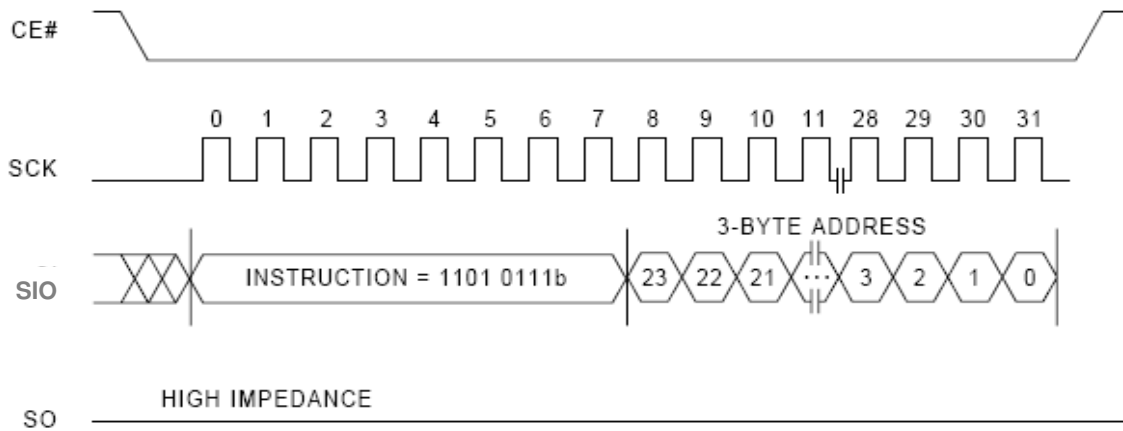 CE#
0 1 2 3 4 5 6 7 8 9 10 11 28 29 30 31
SCK
3-BYTE ADDRESS
SIO INSTRUCTION = 1101 0111b 23 22 21 ... 3 2 1 0
HIGH IMPEDANCE
SO